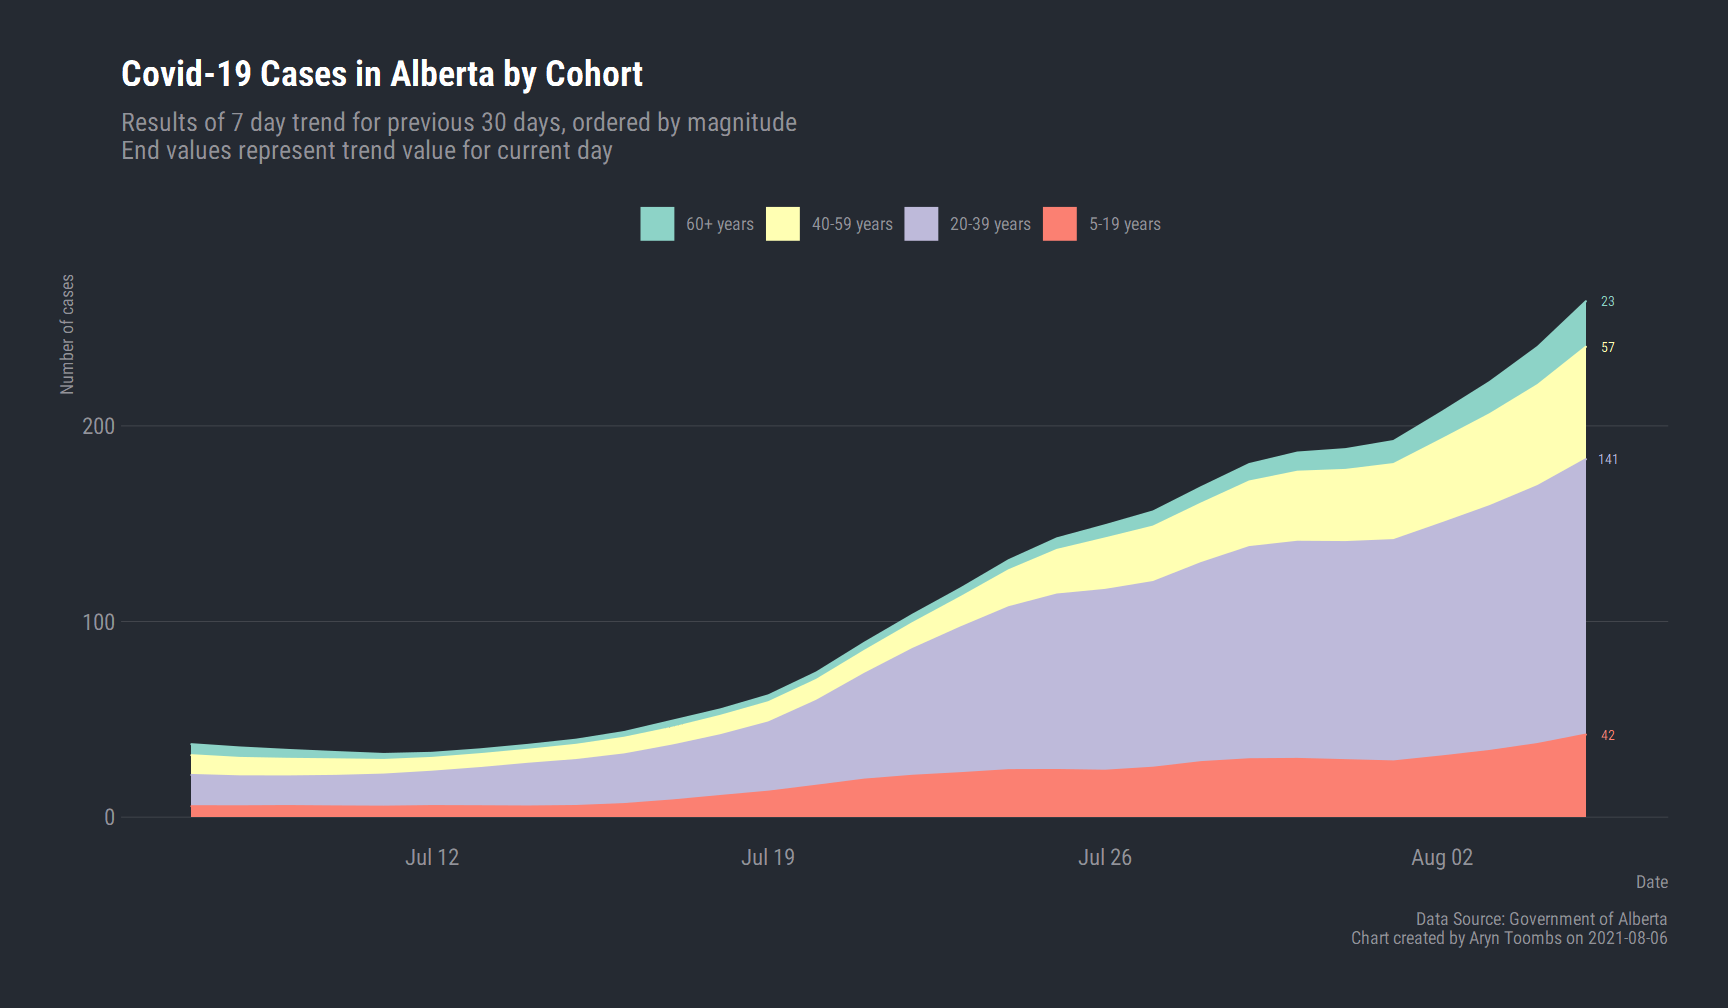 Covid-19 Cases in Alberta by Cohort
Results of 7 day trend for previous 30 days, ordered by magnitude
End values represent trend value for current day
60+ years
40-59 years
20-39 years
5-19 years
Number of cases
23
57
200
141
100
42
0
Jul 12
Jul 19
Jul 26
Aug 02
Date
Data Source: Government of Alberta
Chart created by Aryn Toombs on 2021-08-06